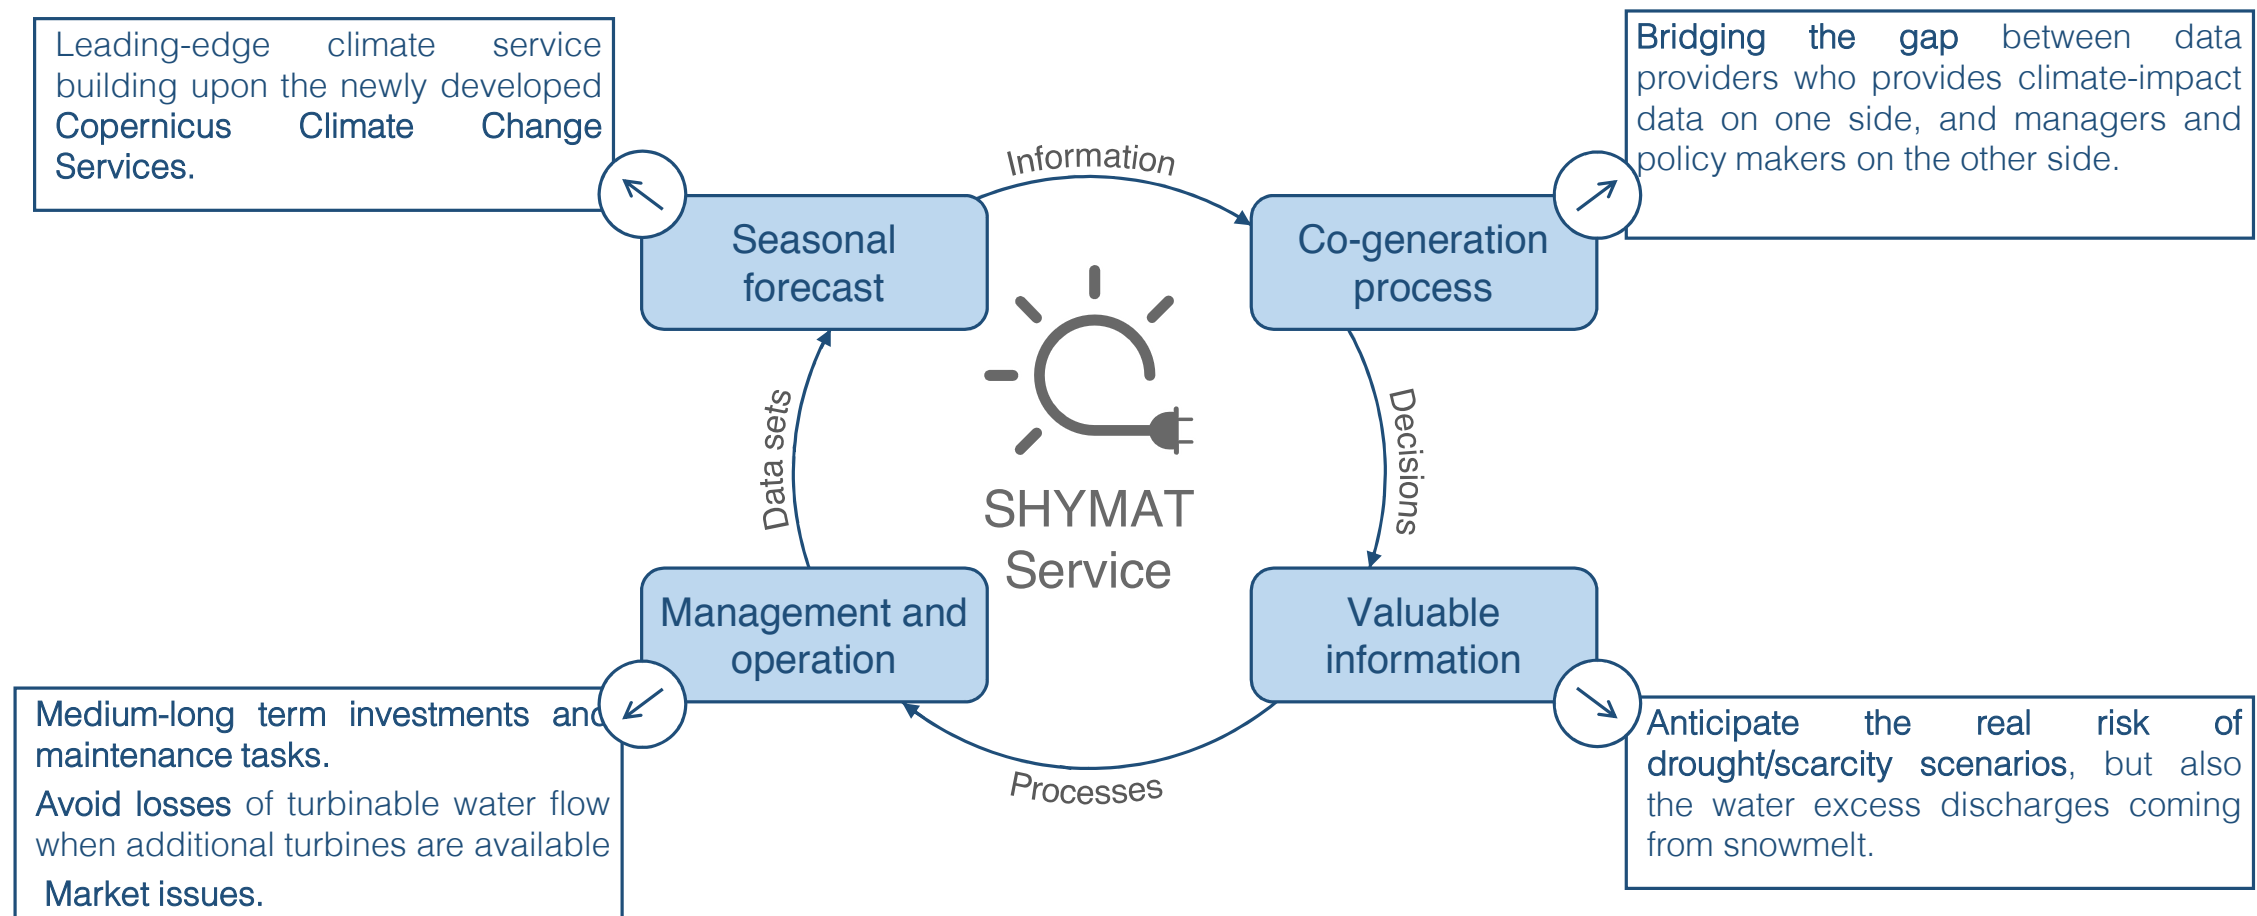 Leading-edge climate service
building upon the newly developed
Copernicus Climate Change
Services.
Information
Bridging the gap between data
providers who provides climate-impact
data on one side, and managers and
policy makers on the other side.
Seasonal
forecast
Co-generation
process
Data sets
SHYMAT
Service
Decisions
Management and
operation
Valuable
information
Medium-long term investments and
maintenance tasks.
Avoid losses of turbinable water flow
when additional turbines are available
Market issues.
Processes
Anticipate the real risk of
drought/scarcity scenarios, but also
the water excess discharges coming
from snowmelt.